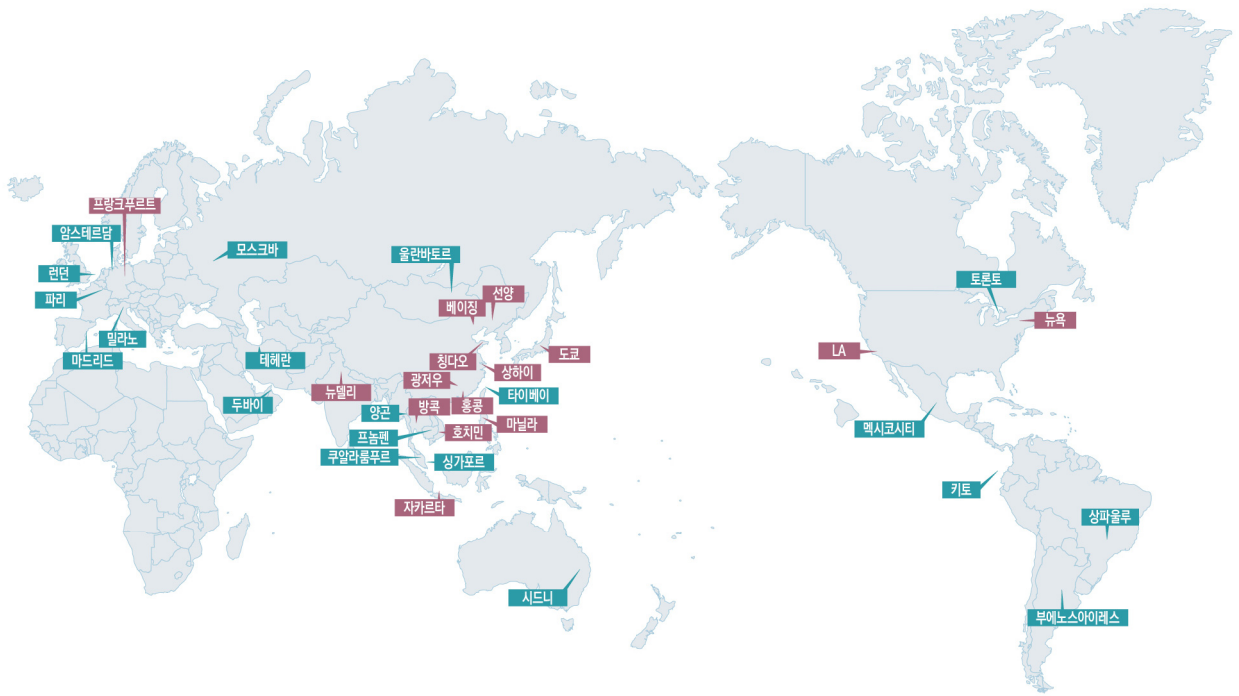 프랑크푸르트
암스테르담
모스크바
울란바토르
런던
토론토
선양
파리
베이징
뉴욕
밀라노
LA
도쿄
마드리드
테헤란
칭다오
상하이
광저우
뉴델리
타이베이
두바이
홍콩
방콕
양곤
마닐라
멕시코시티
프놈펜
호치민
쿠알라룸푸르
싱가포르
키토
자카르타
상파울루
시드니
부에노스아이레스